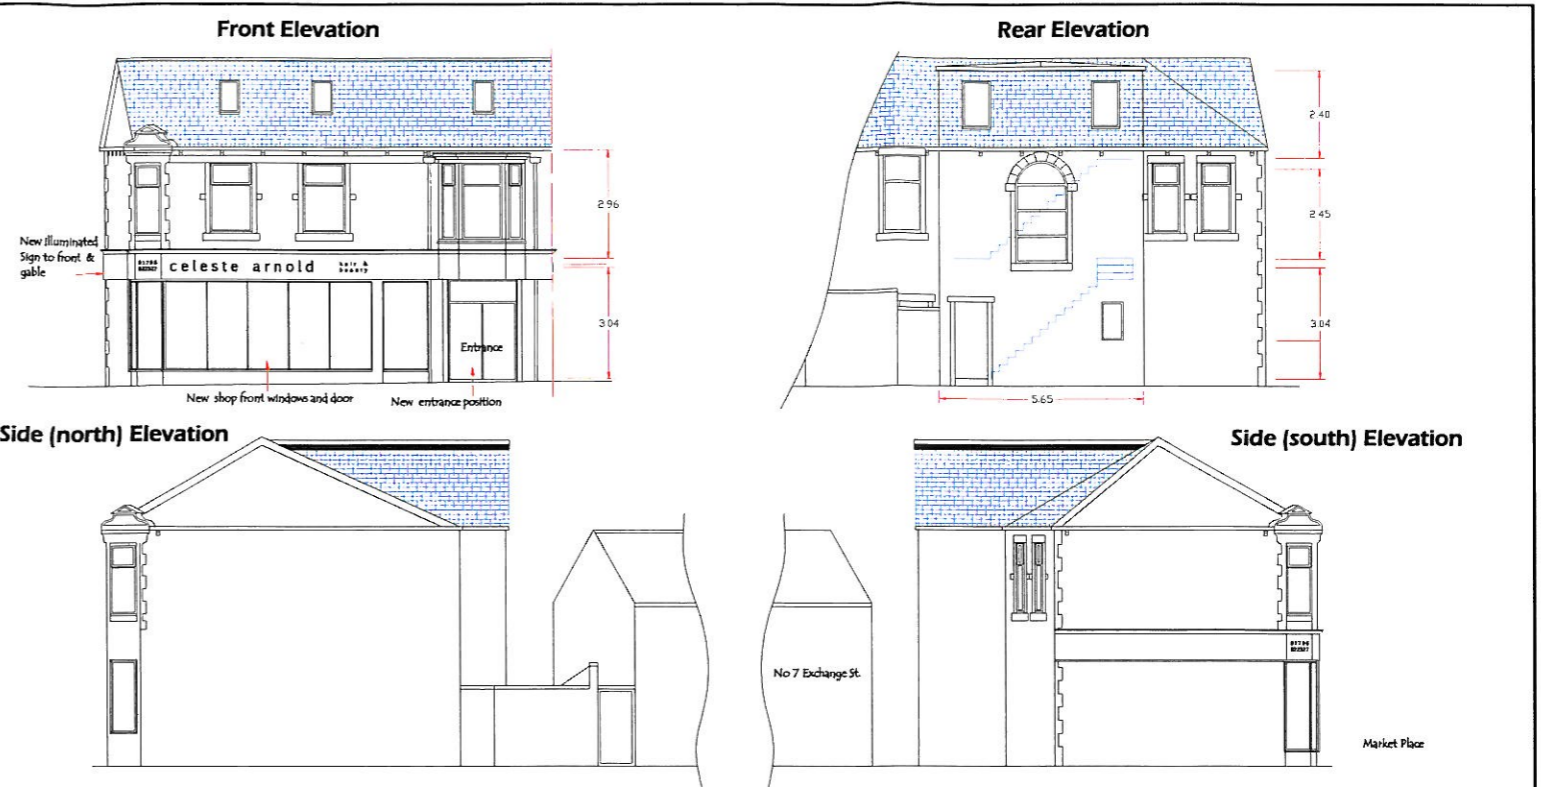 Front Elevation
Rear Elevation
2.40
2.96
2.45
New Illuminated
Sign to front &
gable
celeste arnold
hair &
beauty
3.04
3.04
Entrance
New shop front windows and door
New entrance position
5.65
Side (north) Elevation
Side (south) Elevation
No 7 Exchange St.
Market Place